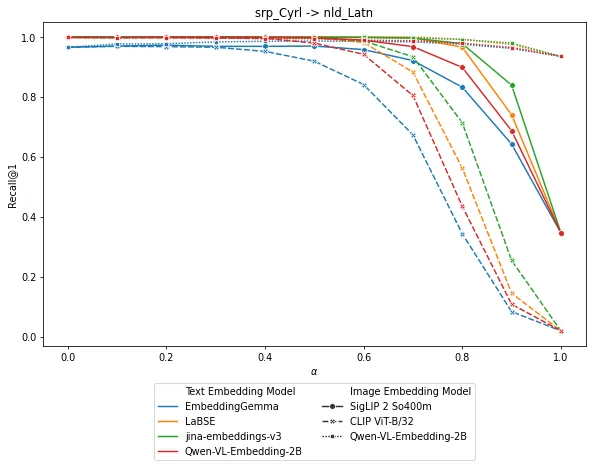 srp_Cyrl -> nld_Latn
Recall@1
1.0
0.8
0.6
0.4
0.2
0.0
0.0 0.2 0.4 0.6 0.8 1.0
α
Text Embedding Model
EmbeddingGemma
LaBSE
jina-embeddings-v3
Qwen-VL-Embedding-2B
Image Embedding Model
SigLIP 2 So400m
CLIP ViT-B/32
Qwen-VL-Embedding-2B